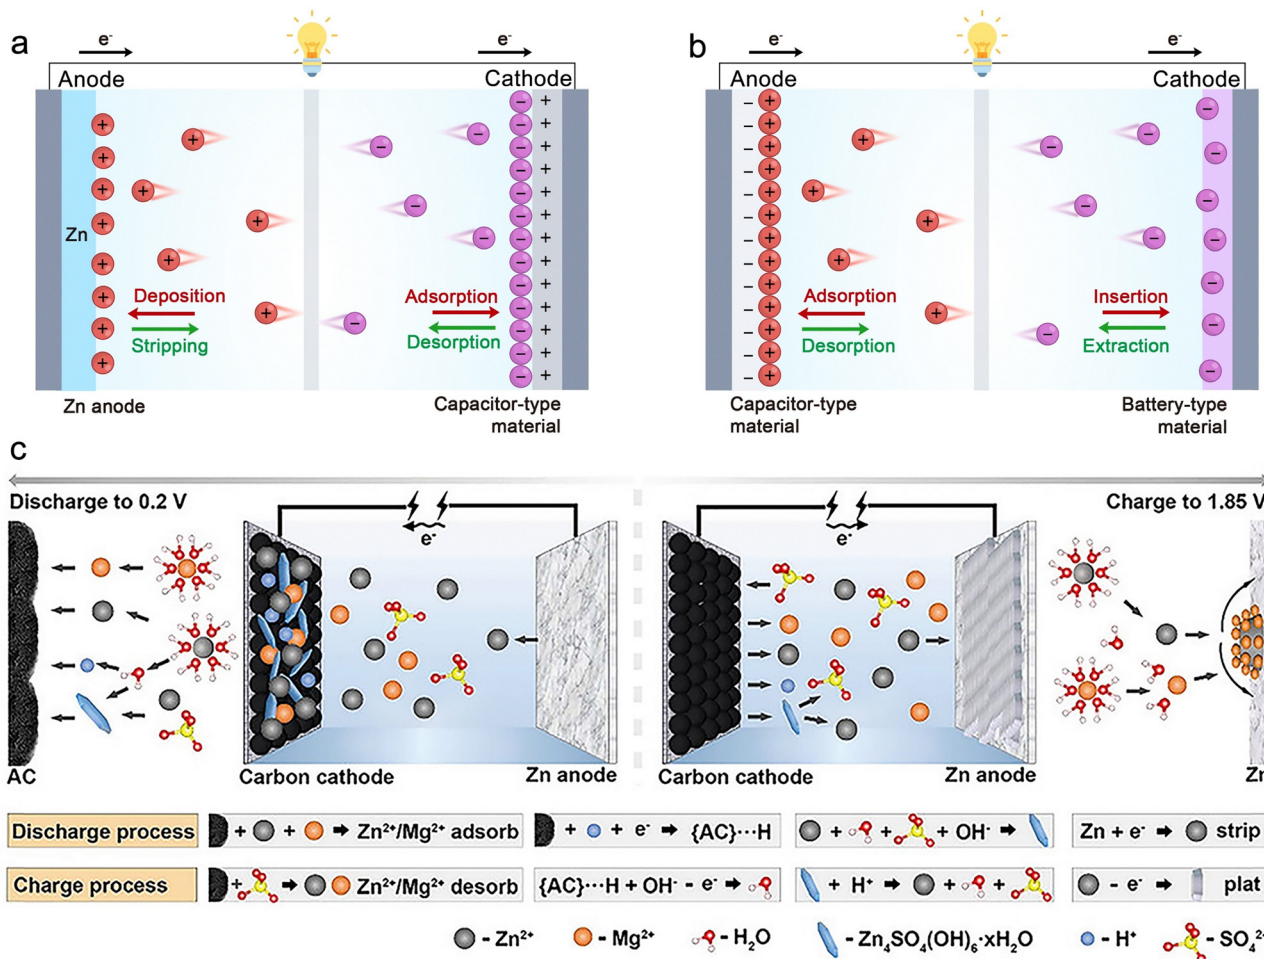 a
e⁻
e⁻
Anode
Cathode
+
+
+
+
+
+
+
+
+
+
+
+
+
−
−
−
−
−
−
Zn
Deposition
Stripping
Adsorption
Desorption
Zn anode
Capacitor-type
material
b
e⁻
e⁻
Anode
Cathode
Adsorption
Desorption
Insertion
Extraction
Capacitor-type
material
Battery-type
material
c
Discharge to 0.2 V
Charge to 1.85 V
e⁻
e⁻
AC
Carbon cathode
Zn anode
Carbon cathode
Zn anode
Zn
Discharge process
+ + ➡ Zn²⁺/Mg²⁺ adsorb
+ + e⁻ ➡ {AC}···H
+ + + OH⁻ ➡
Zn + e⁻ ➡ strip
Charge process
+ ➡ Zn²⁺/Mg²⁺ desorb
{AC}···H + OH⁻ - e⁻ ➡
+ H⁺ ➡ + +
- e⁻ ➡ plat
- Zn²⁺
- Mg²⁺
- H₂O
- Zn₄SO₄(OH)₆·xH₂O
- H⁺
- SO₄²⁻